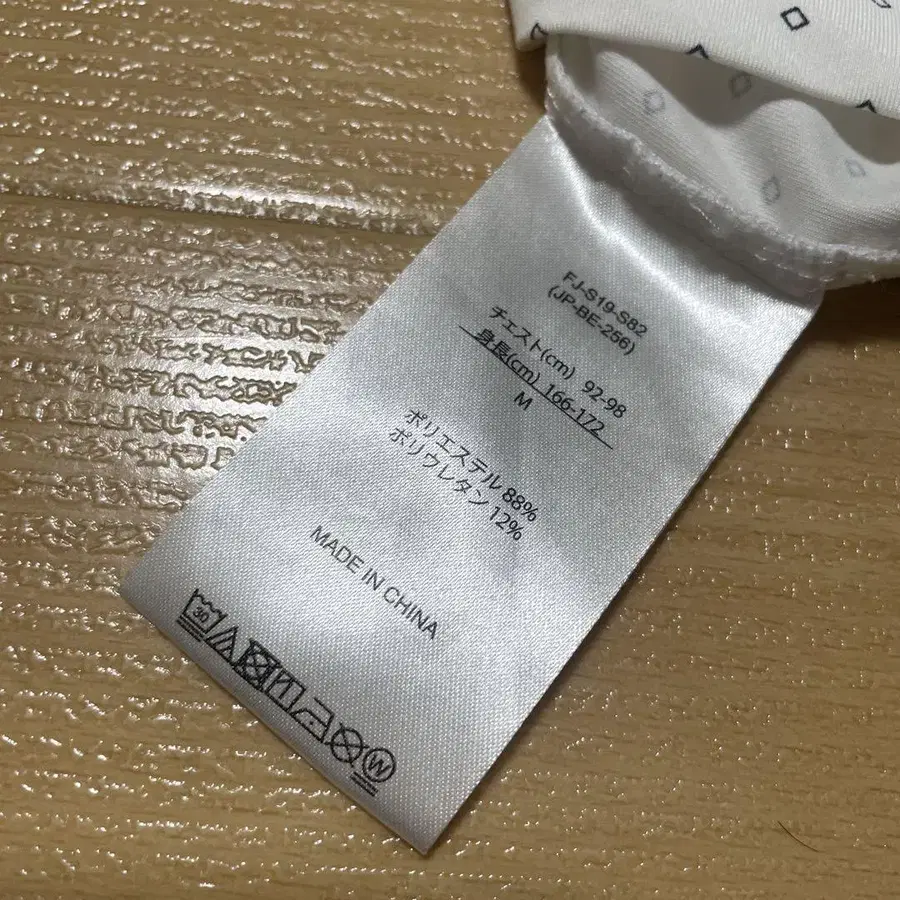 FJ-S19-S82
(JP-BE-256)
チェスト(cm) 92-98
身長(cm) 166-172
M
ポリエステル 88%
ポリウレタン 12%
MADE IN CHINA
30
W